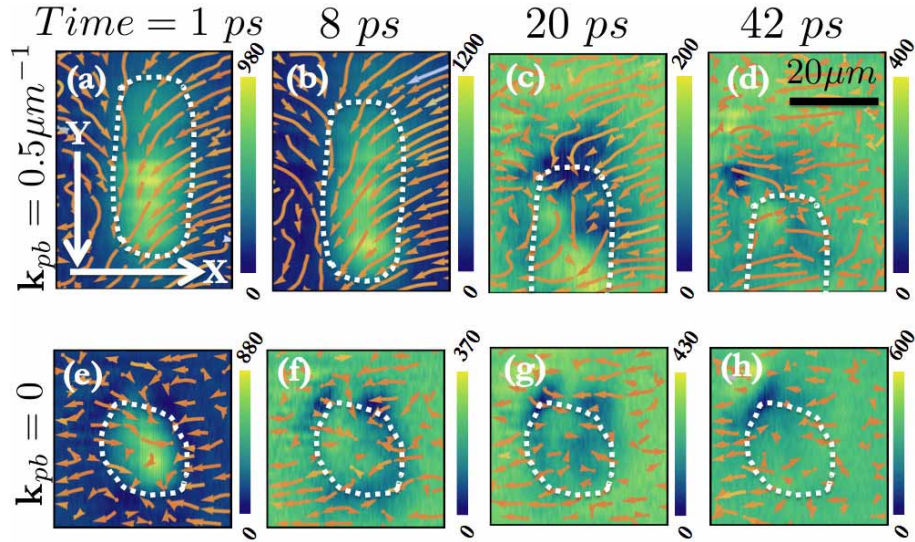 Time = 1 ps 8 ps 20 ps 42 ps
k_pb = 0.5μm⁻¹
(a) 980 0
Y
X
(b) 1200 0
(c) 200 0
(d) 400 0
20μm
k_pb = 0
(e) 880 0
(f) 370 0
(g) 430 0
(h) 600 0